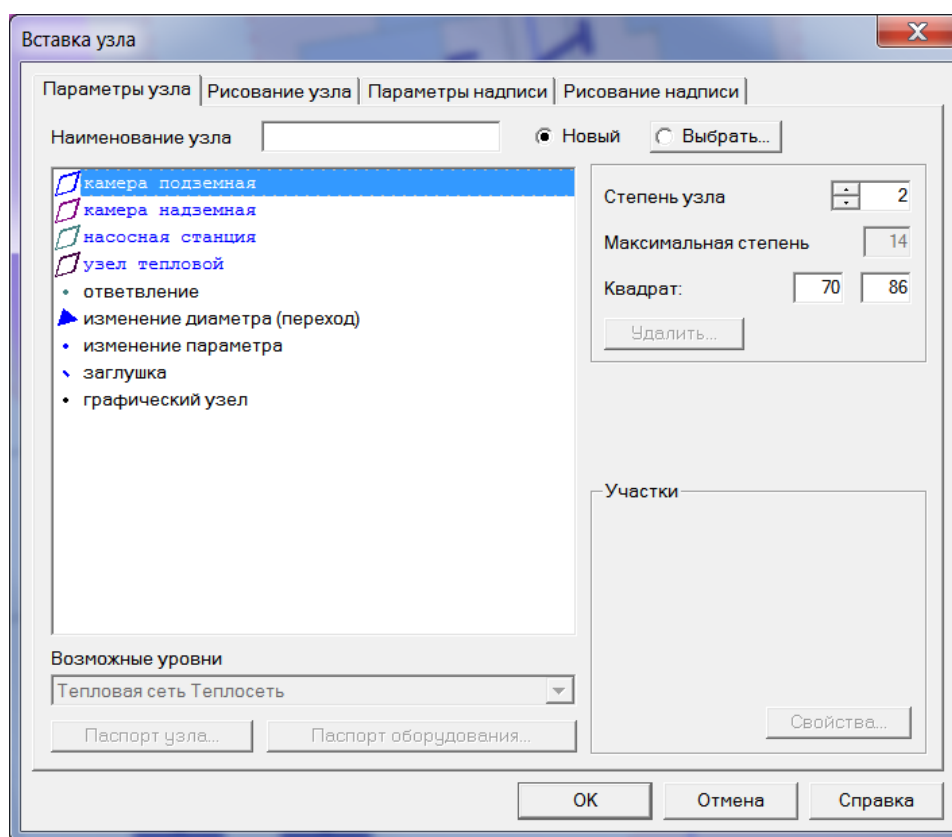 Вставка узла
Параметры узла Рисование узла Параметры надписи Рисование надписи
Наименование узла Новый Выбрать...
камера подземная
камера надземная
насосная станция
узел тепловой
ответвление
изменение диаметра (переход)
изменение параметра
заглушка
графический узел
Степень узла 2
Максимальная степень 14
Квадрат: 70 86
Удалить...
Участки
Возможные уровни
Тепловая сеть Теплосеть
Паспорт узла... Паспорт оборудования... Свойства...
OK Отмена Справка